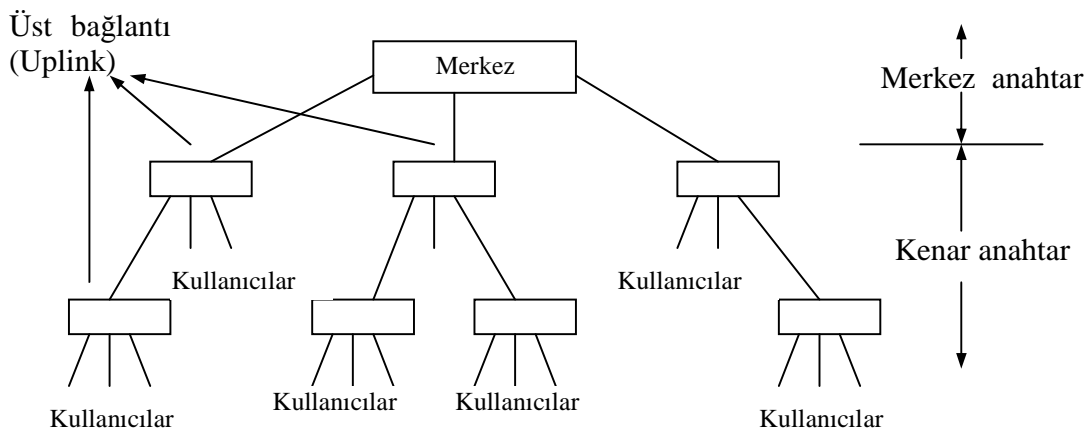 Üst bağlantı
(Uplink)
Merkez
Merkez anahtar
Kenar anahtar
Kullanıcılar
Kullanıcılar
Kullanıcılar
Kullanıcılar
Kullanıcılar
Kullanıcılar